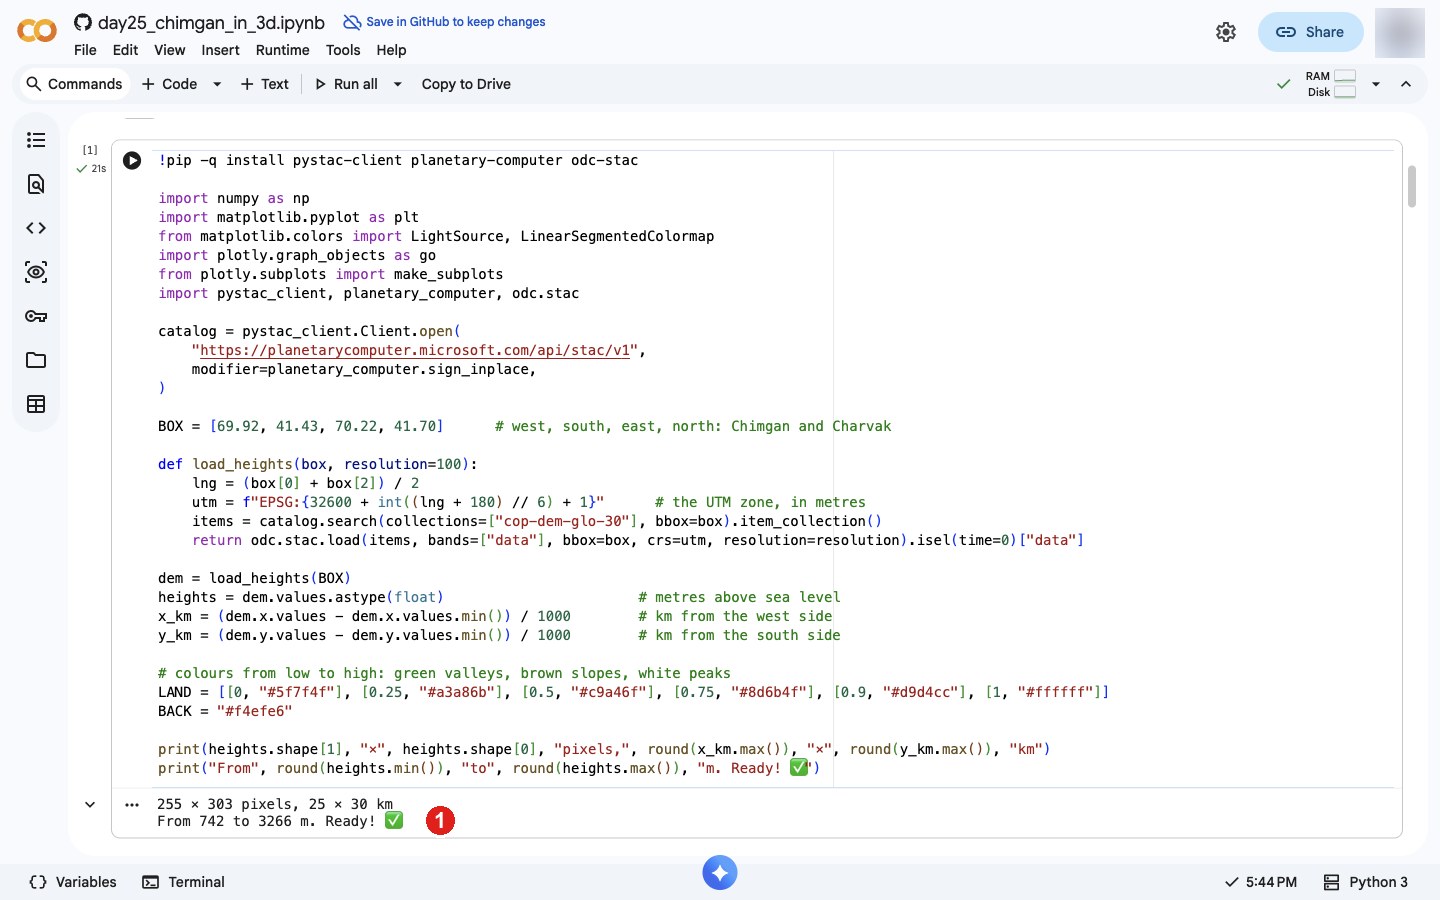 day25_chimgan_in_3d.ipynb
Save in GitHub to keep changes
Share
File Edit View Insert Runtime Tools Help
Commands + Code + Text Run all Copy to Drive
RAM
Disk
[1]
21s
!pip -q install pystac-client planetary-computer odc-stac
import numpy as np
import matplotlib.pyplot as plt
from matplotlib.colors import LightSource, LinearSegmentedColormap
import plotly.graph_objects as go
from plotly.subplots import make_subplots
import pystac_client, planetary_computer, odc.stac
catalog = pystac_client.Client.open(
    "https://planetarycomputer.microsoft.com/api/stac/v1",
    modifier=planetary_computer.sign_inplace,
)
BOX = [69.92, 41.43, 70.22, 41.70]      # west, south, east, north: Chimgan and Charvak
def load_heights(box, resolution=100):
    lng = (box[0] + box[2]) / 2
    utm = f"EPSG:{32600 + int((lng + 180) // 6) + 1}"      # the UTM zone, in metres
    items = catalog.search(collections=["cop-dem-glo-30"], bbox=box).item_collection()
    return odc.stac.load(items, bands=["data"], bbox=box, crs=utm, resolution=resolution).isel(time=0)["data"]
dem = load_heights(BOX)
heights = dem.values.astype(float)                       # metres above sea level
x_km = (dem.x.values - dem.x.values.min()) / 1000        # km from the west side
y_km = (dem.y.values - dem.y.values.min()) / 1000        # km from the south side
# colours from low to high: green valleys, brown slopes, white peaks
LAND = [[0, "#5f7f4f"], [0.25, "#a3a86b"], [0.5, "#c9a46f"], [0.75, "#8d6b4f"], [0.9, "#d9d4cc"], [1, "#ffffff"]]
BACK = "#f4efe6"
print(heights.shape[1], "×", heights.shape[0], "pixels,", round(x_km.max()), "×", round(y_km.max()), "km")
print("From", round(heights.min()), "to", round(heights.max()), "m. Ready! ✅")
255 × 303 pixels, 25 × 30 km
From 742 to 3266 m. Ready! ✅
1
Variables Terminal
5:44 PM Python 3